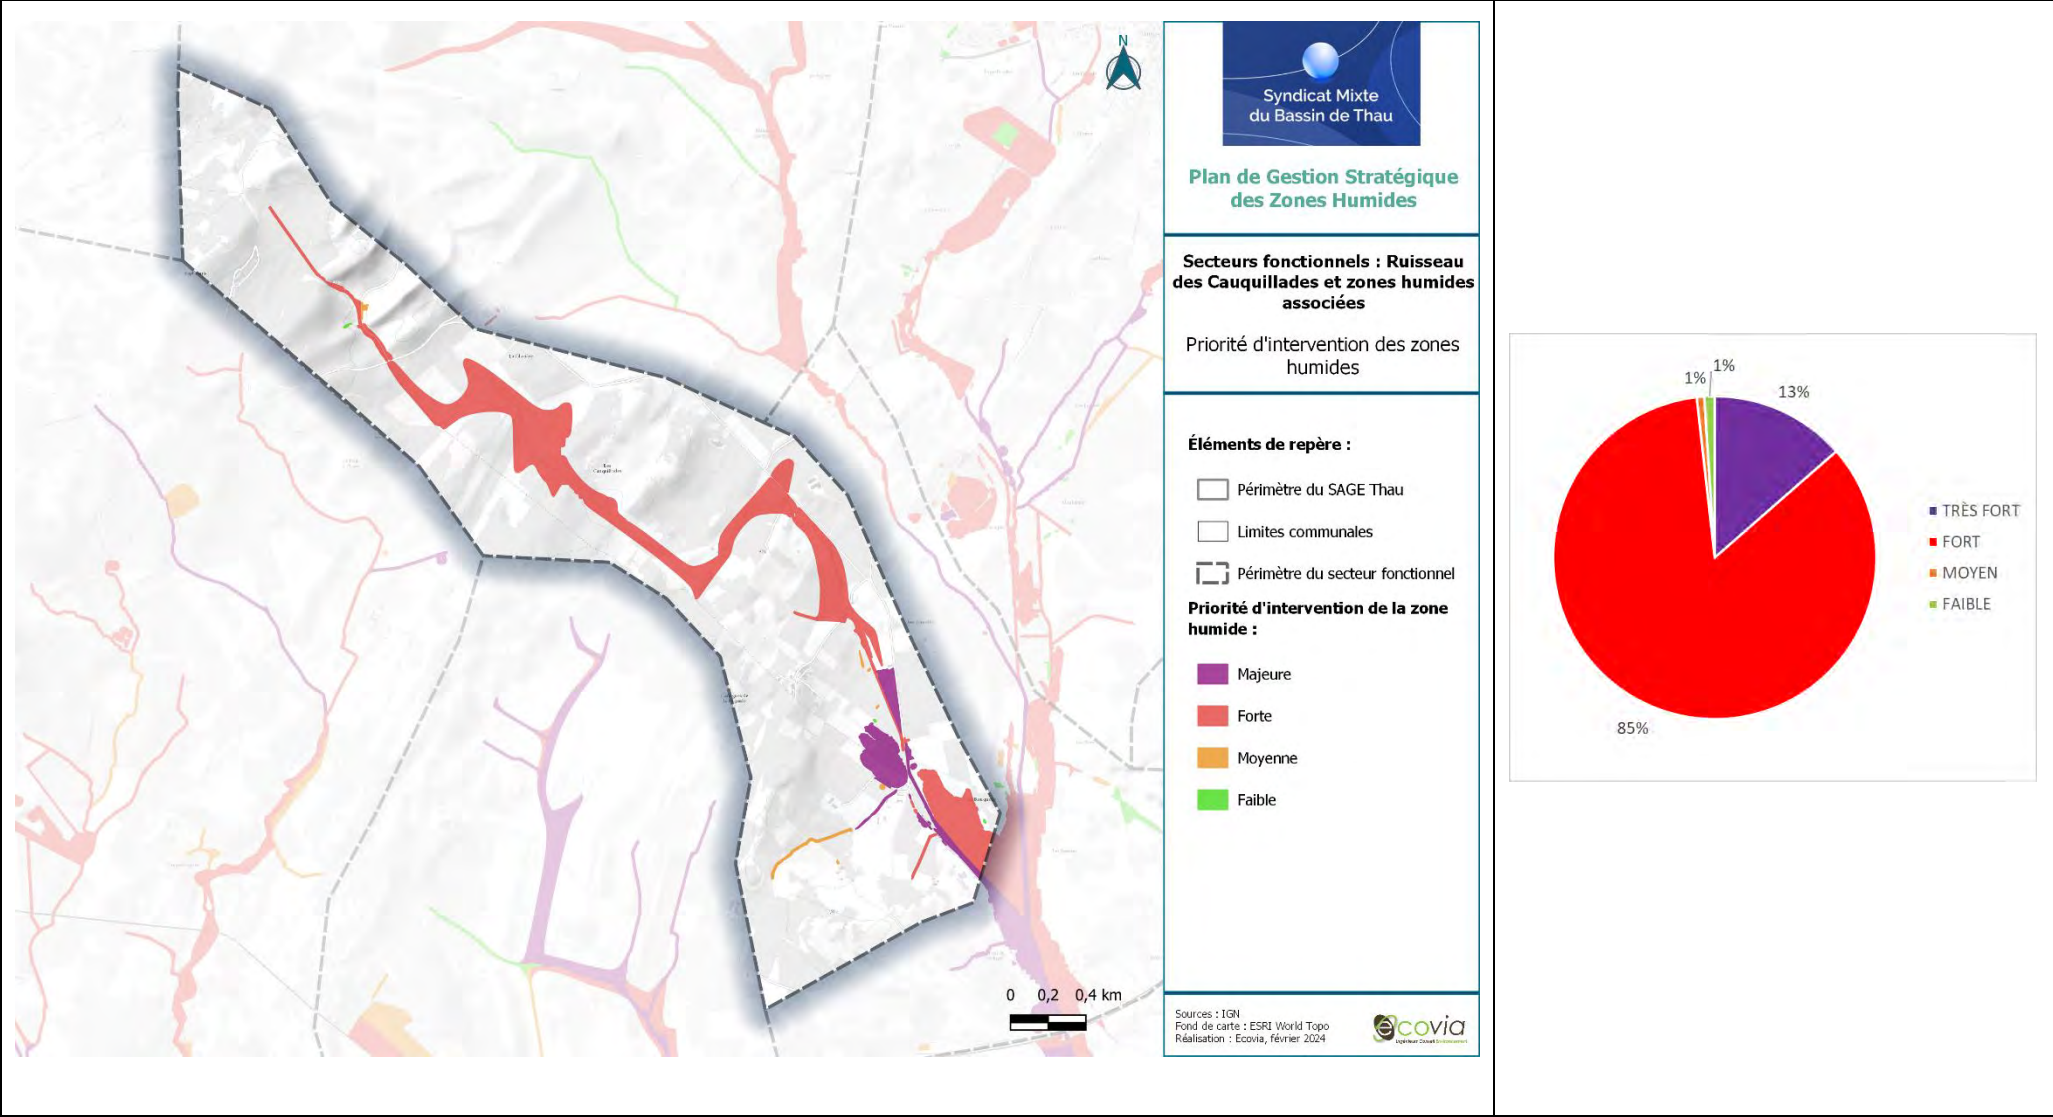 N
Syndicat Mixte
du Bassin de Thau
Plan de Gestion Stratégique
des Zones Humides
Secteurs fonctionnels : Ruisseau
des Cauquillades et zones humides
associées
Priorité d'intervention des zones
humides
Éléments de repère :
Périmètre du SAGE Thau
Limites communales
Périmètre du secteur fonctionnel
Priorité d'intervention de la zone
humide :
Majeure
Forte
Moyenne
Faible
0 0,2 0,4 km
Sources : IGN
Fond de carte : ESRI World Topo
Réalisation : Ecovia, février 2024
ecovia
Les
Cauquillades
1%
1%
13%
85%
TRÈS FORT
FORT
MOYEN
FAIBLE